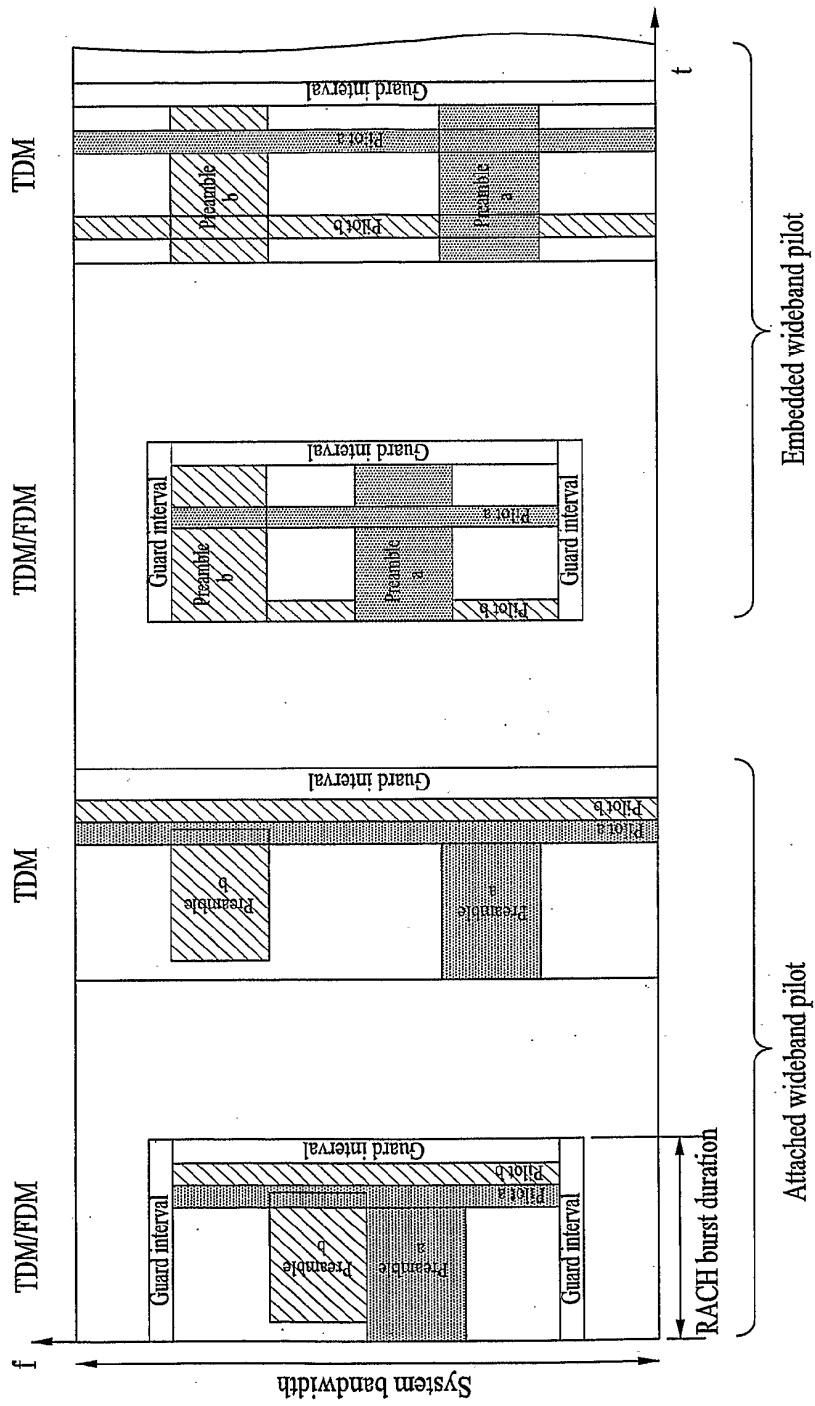 f
System bandwidth
TDM/FDM
Guard interval
Preamble
b
Preamble
a
Pilot a
Pilot b
Guard interval
Guard interval
RACH burst duration
TDM
Preamble
b
Preamble
a
Pilot a
Pilot b
Guard interval
Attached wideband pilot
TDM/FDM
Guard interval
Preamble
b
Preamble
a
Pilot b
Pilot a
Guard interval
Guard interval
TDM
Preamble
b
Preamble
a
Pilot b
Pilot a
Guard interval
t
Embedded wideband pilot